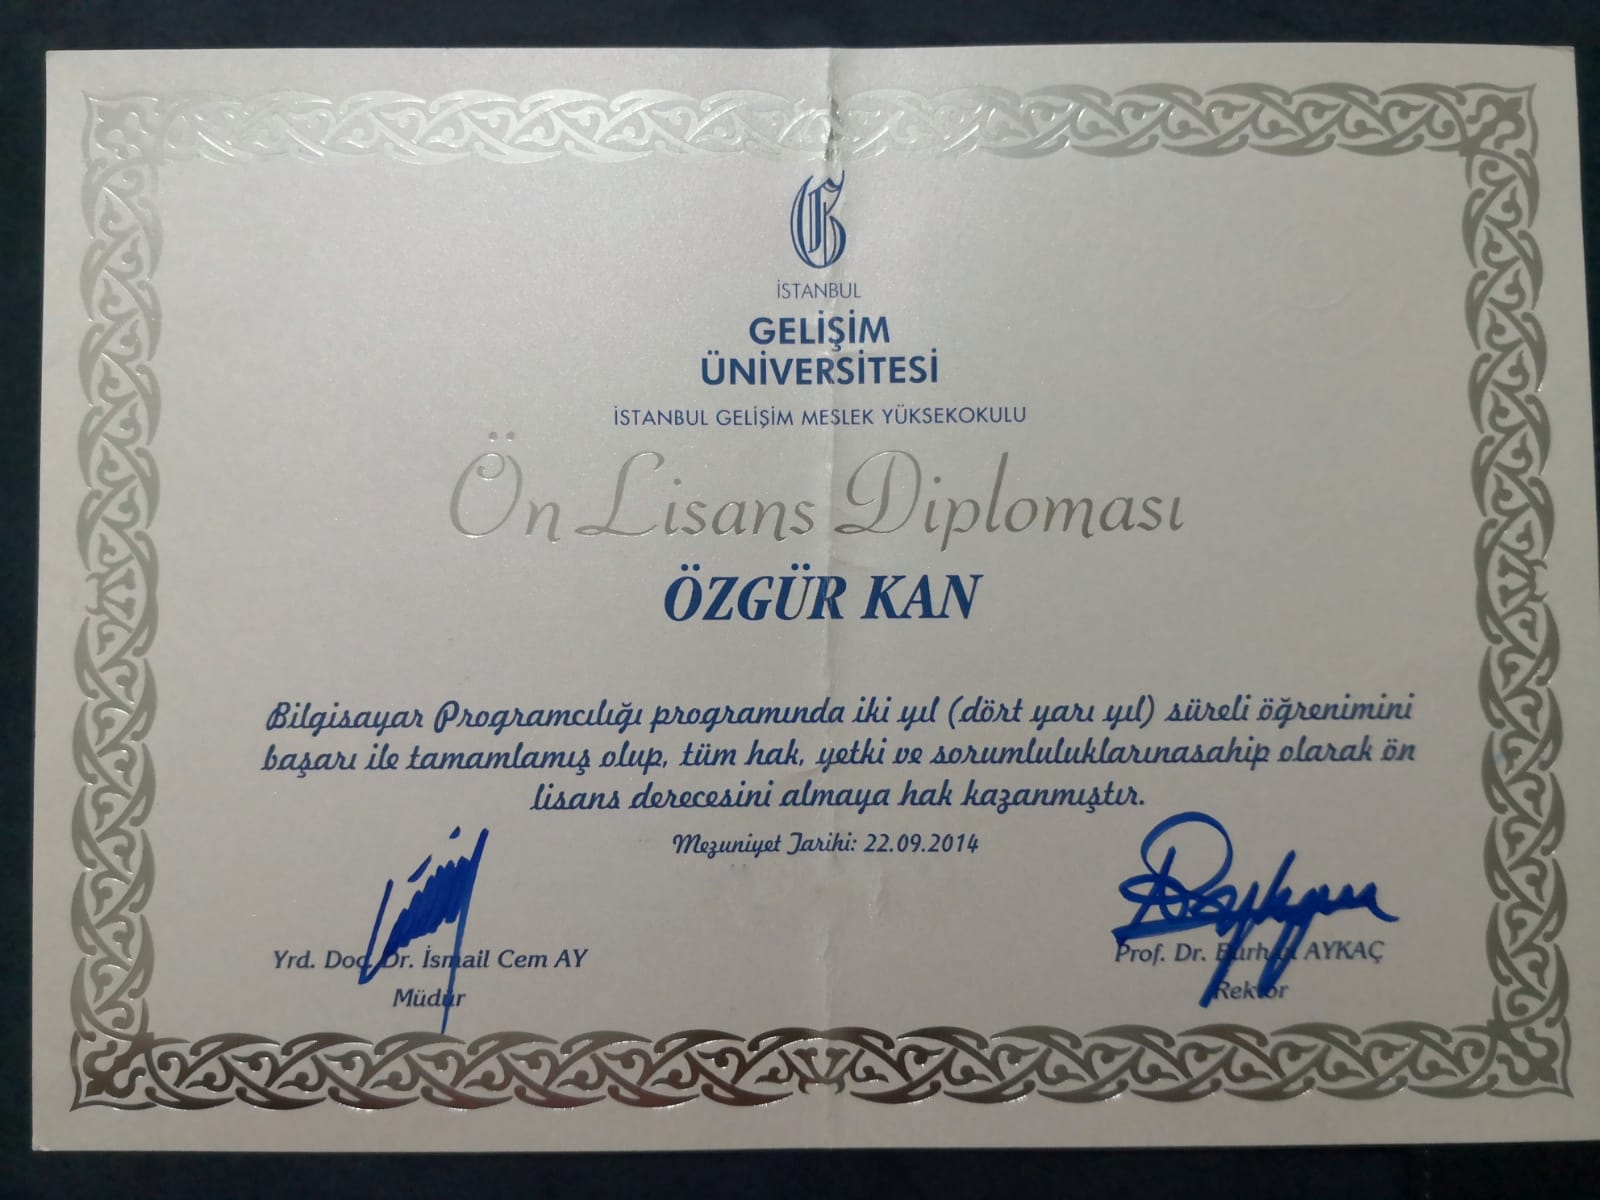 İSTANBUL
GELİŞİM
ÜNİVERSİTESİ
İSTANBUL GELİŞİM MESLEK YÜKSEKOKULU
Ön Lisans Diploması
ÖZGÜR KAN
Bilgisayar Programcılığı programında iki yıl (dört yarı yıl) süreli öğrenimini
başarı ile tamamlamış olup, tüm hak, yetki ve sorumluluklarınasahip olarak ön
lisans derecesini almaya hak kazanmıştır.
Mezuniyet Tarihi: 22.09.2014
Yrd. Doç. Dr. İsmail Cem AY
Müdür
Prof. Dr. Burhan AYKAÇ
Rektör